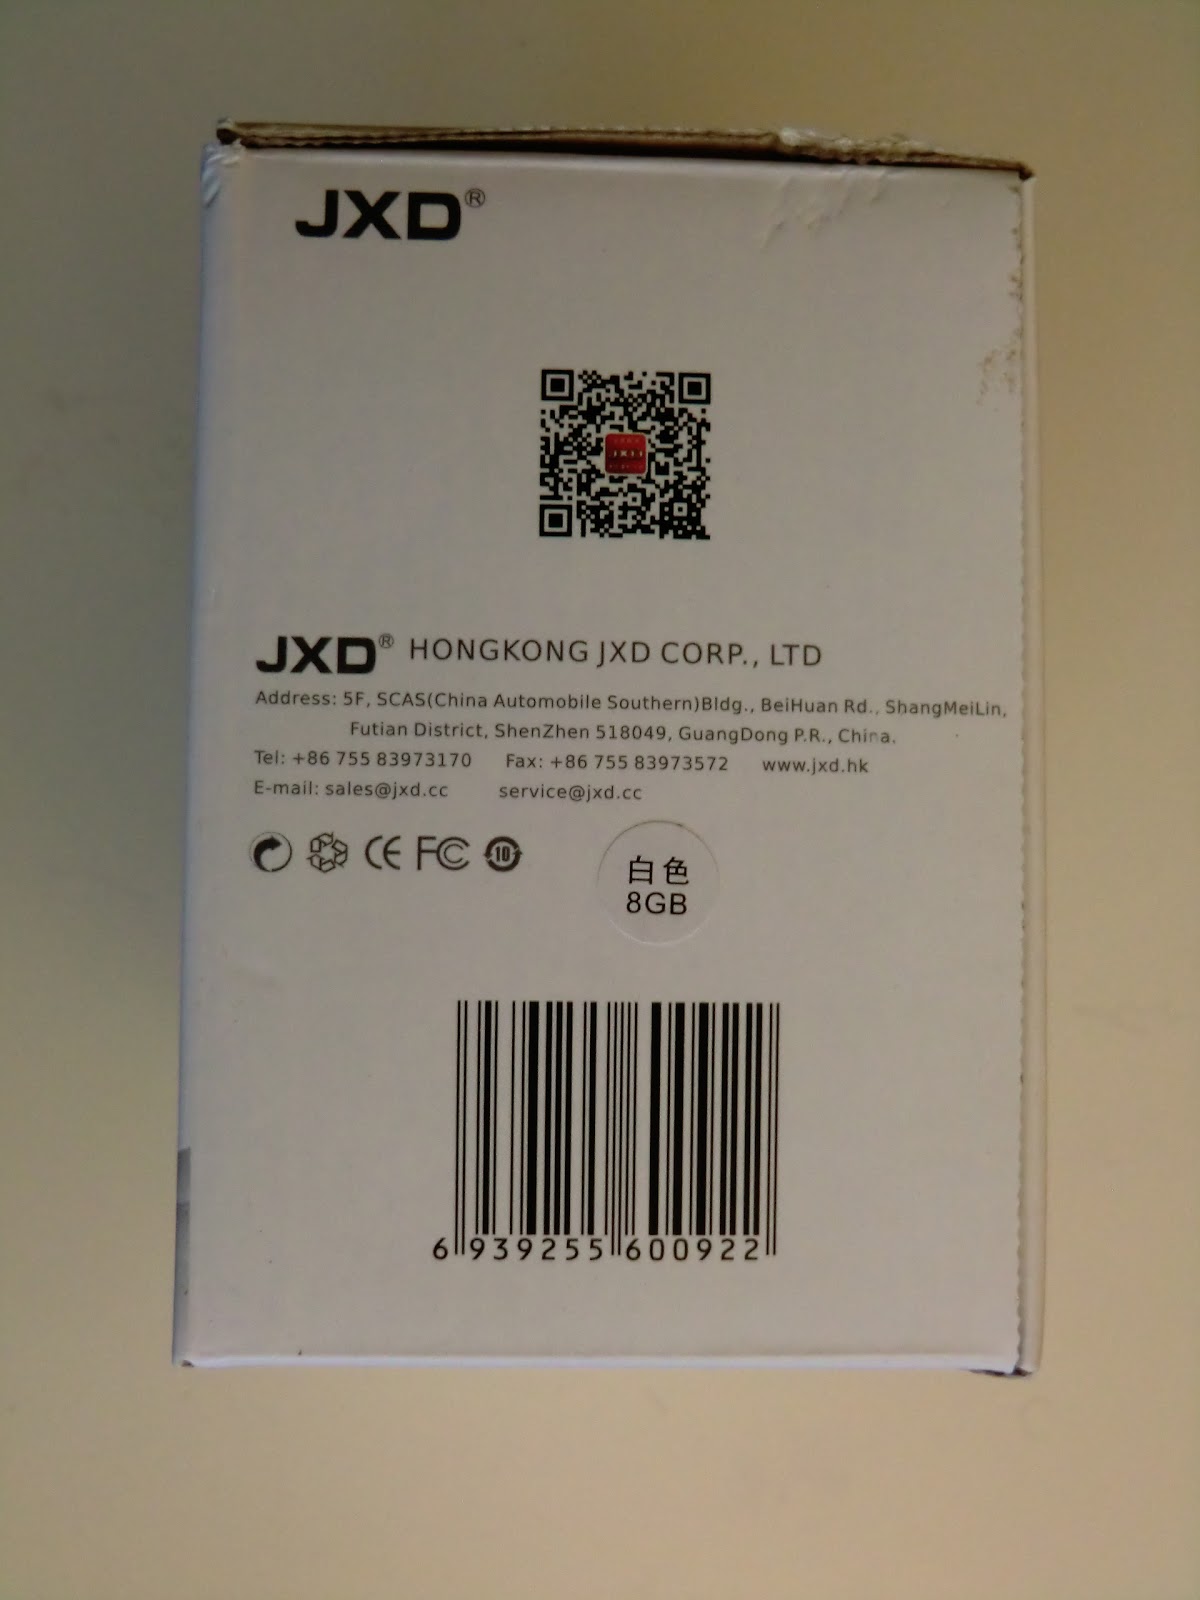 JXD®
JXD® HONGKONG JXD CORP., LTD
Address: 5F, SCAS(China Automobile Southern)Bldg., BeiHuan Rd., ShangMeiLin,
Futian District, ShenZhen 518049, GuangDong P.R., China.
Tel: +86 755 83973170 Fax: +86 755 83973572 www.jxd.hk
E-mail: sales@jxd.cc service@jxd.cc
CE FC 10
白色
8GB
6 939255 600922